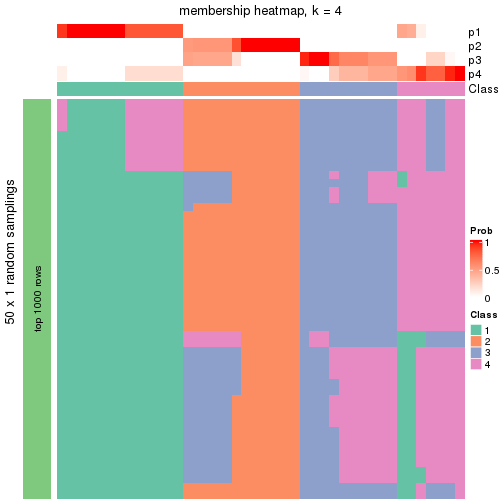 membership heatmap, k = 4
p1
p2
p3
p4
Class
50 x 1 random samplings
top 1000 rows
Prob
1
0.5
0
Class
1
2
3
4